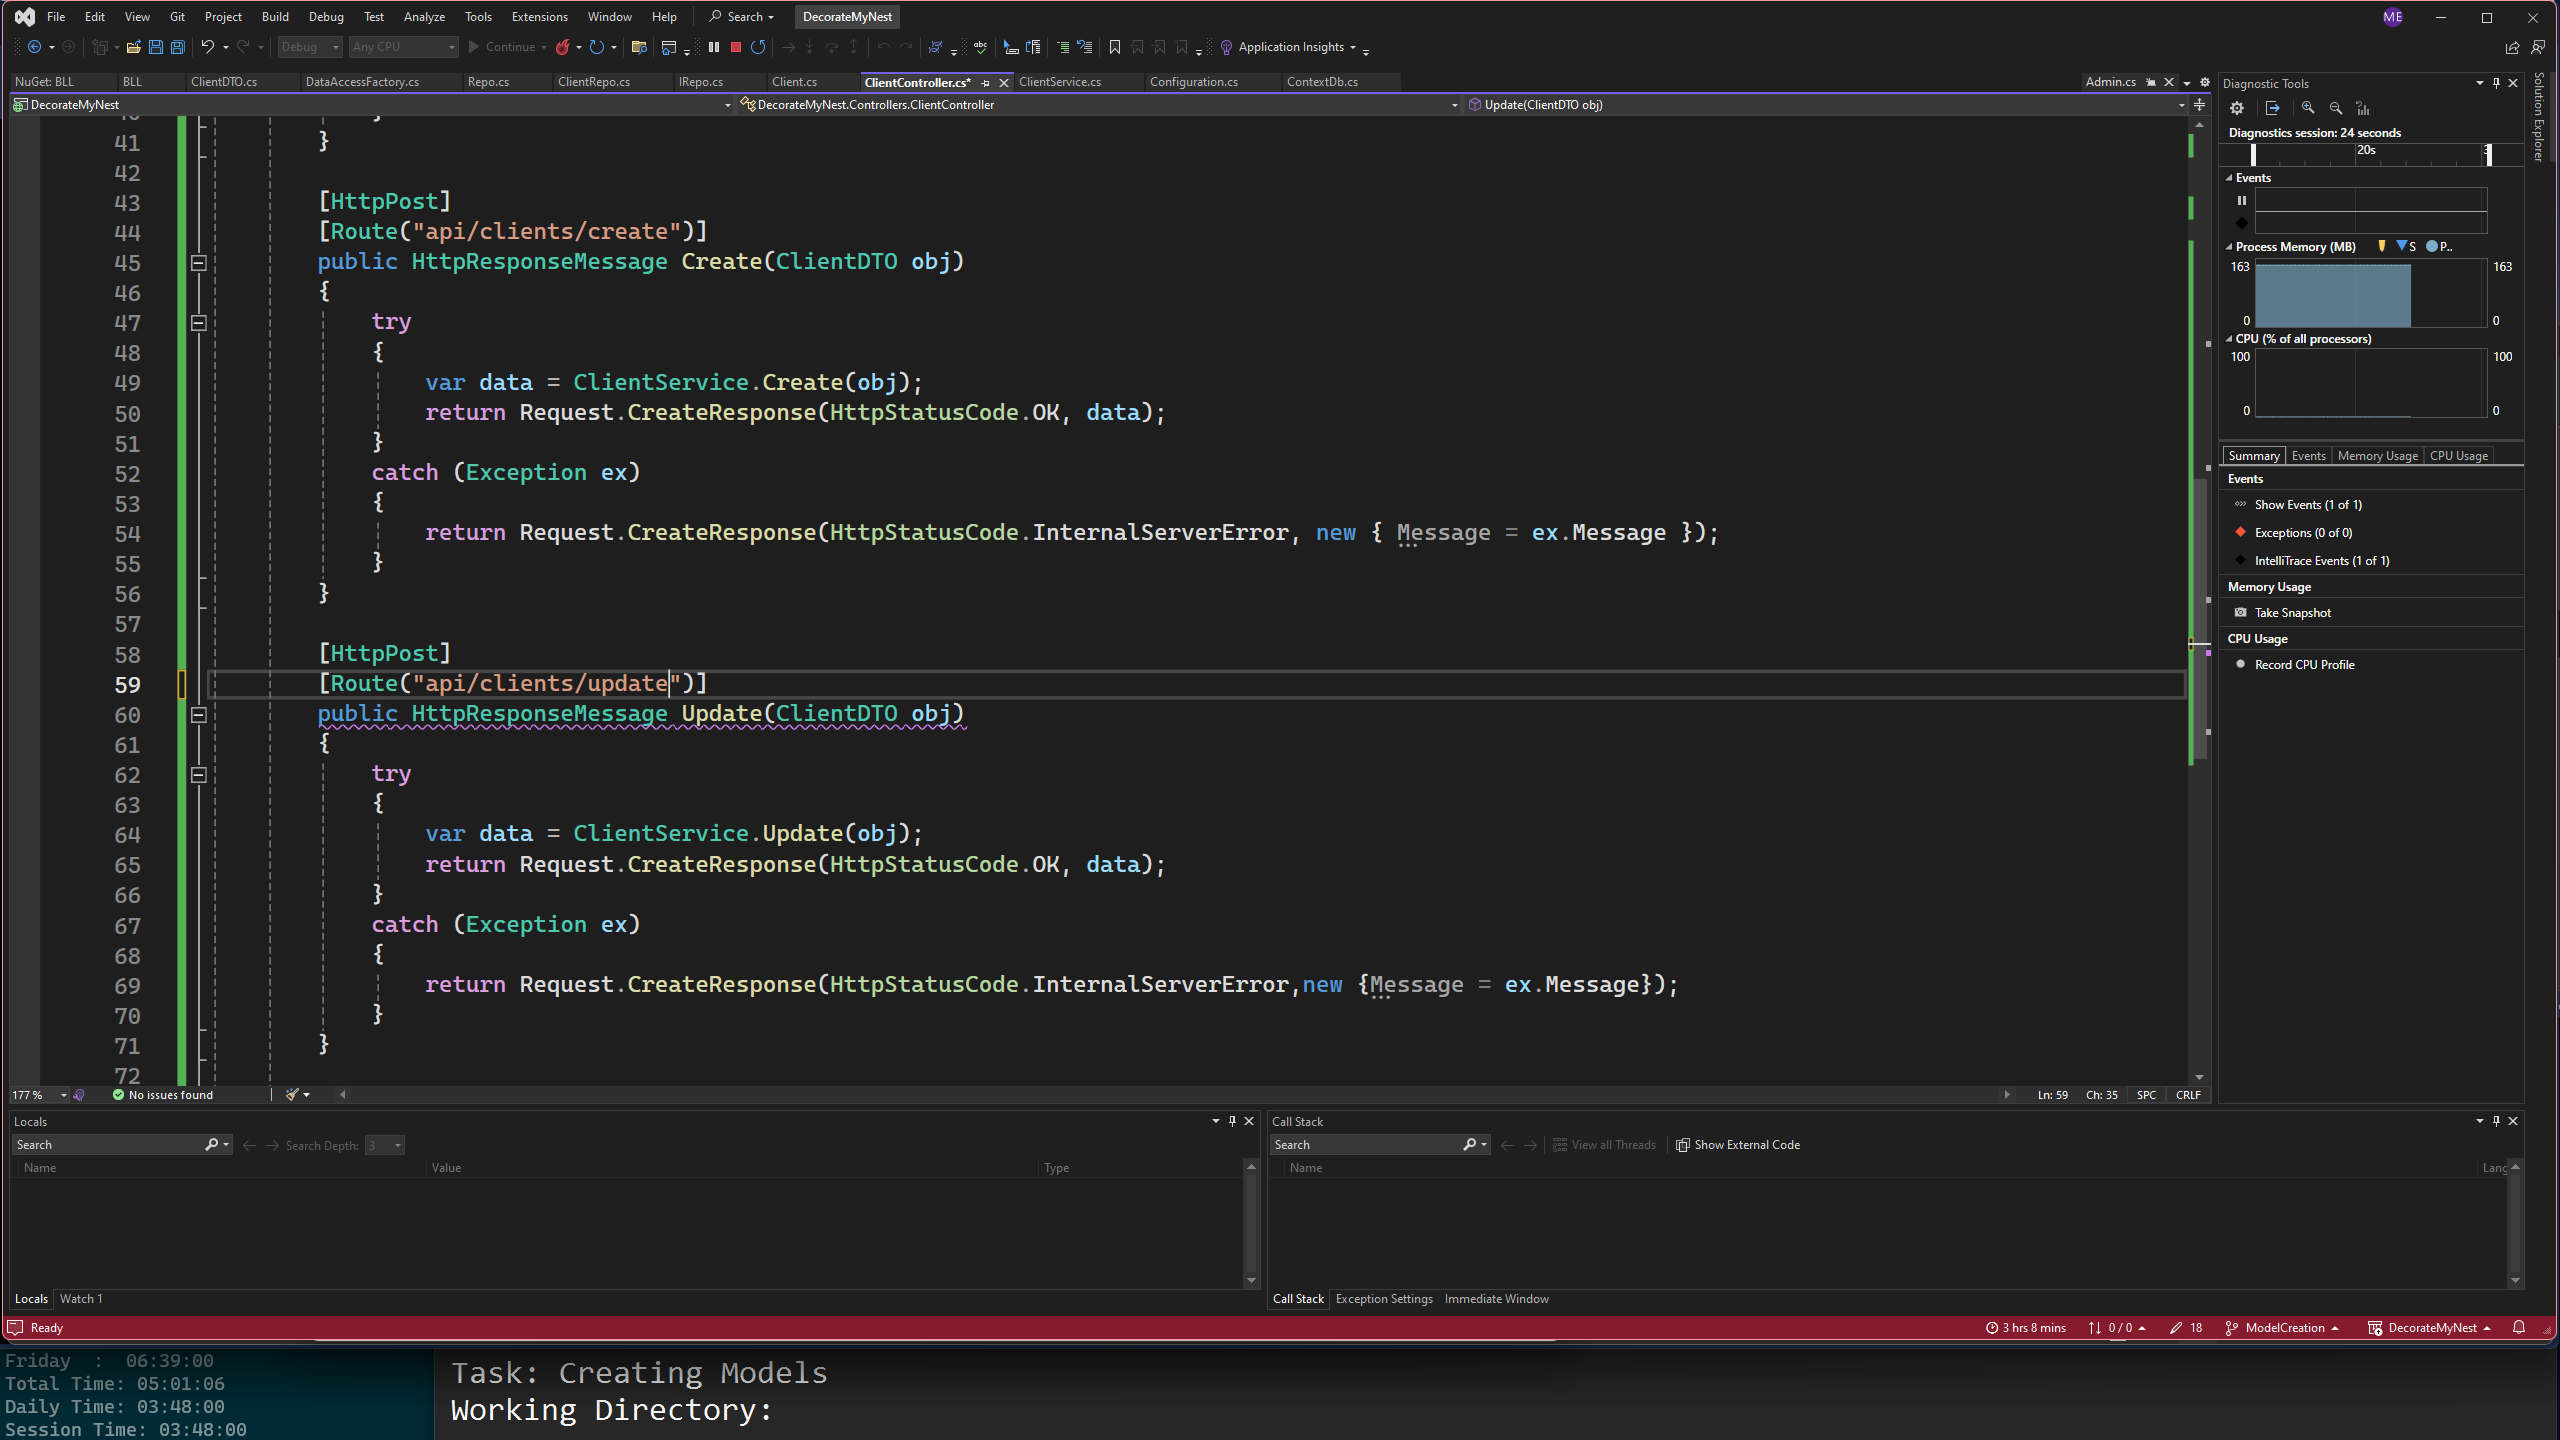 File Edit View Git Project Build Debug Test Analyze Tools Extensions Window Help Search DecorateMyNest ME
Debug Any CPU Continue Application Insights
NuGet: BLL BLL ClientDTO.cs DataAccessFactory.cs Repo.cs ClientRepo.cs IRepo.cs Client.cs ClientController.cs* ClientService.cs Configuration.cs ContextDb.cs Admin.cs
DecorateMyNest DecorateMyNest.Controllers.ClientController Update(ClientDTO obj)
41 }
42
43 [HttpPost]
44 [Route("api/clients/create")]
45 public HttpResponseMessage Create(ClientDTO obj)
46 {
47 try
48 {
49 var data = ClientService.Create(obj);
50 return Request.CreateResponse(HttpStatusCode.OK, data);
51 }
52 catch (Exception ex)
53 {
54 return Request.CreateResponse(HttpStatusCode.InternalServerError, new { Message = ex.Message });
55 }
56 }
57
58 [HttpPost]
59 [Route("api/clients/update")]
60 public HttpResponseMessage Update(ClientDTO obj)
61 {
62 try
63 {
64 var data = ClientService.Update(obj);
65 return Request.CreateResponse(HttpStatusCode.OK, data);
66 }
67 catch (Exception ex)
68 {
69 return Request.CreateResponse(HttpStatusCode.InternalServerError,new {Message = ex.Message});
70 }
71 }
72
177 % No issues found Ln: 59 Ch: 35 SPC CRLF
Diagnostic Tools
Diagnostics session: 24 seconds
20s
Events
Process Memory (MB) S P..
163 163
0 0
CPU (% of all processors)
100 100
0 0
Summary Events Memory Usage CPU Usage
Events
Show Events (1 of 1)
Exceptions (0 of 0)
IntelliTrace Events (1 of 1)
Memory Usage
Take Snapshot
CPU Usage
Record CPU Profile
Solution Explorer
Locals
Search Search Depth: 3
Name Value Type
Locals Watch 1
Call Stack
Search View all Threads Show External Code
Name Lang
Call Stack Exception Settings Immediate Window
Ready 3 hrs 8 mins 0 / 0 18 ModelCreation DecorateMyNest
Friday : 06:39:00
Total Time: 05:01:06
Daily Time: 03:48:00
Session Time: 03:48:00
Task: Creating Models
Working Directory: